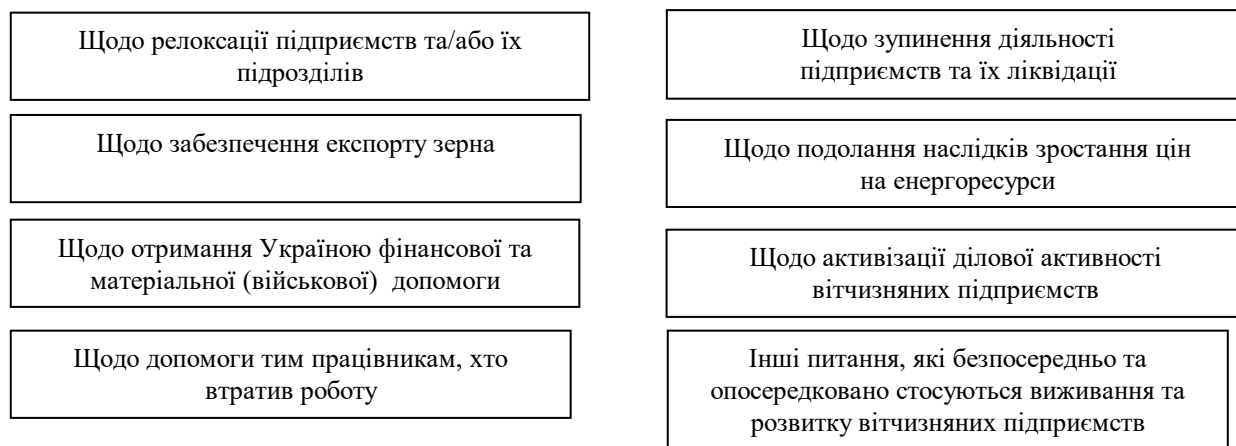 Щодо релоксації підприємств та/або їх
підрозділів
Щодо забезпечення експорту зерна
Щодо отримання Україною фінансової та
матеріальної (військової) допомоги
Щодо допомоги тим працівникам, хто
втратив роботу
Щодо зупинення діяльності
підприємств та їх ліквідації
Щодо подолання наслідків зростання цін
на енергоресурси
Щодо активізації ділової активності
вітчизняних підприємств
Інші питання, які безпосередньо та
опосередковано стосуються виживання та
розвитку вітчизняних підприємств